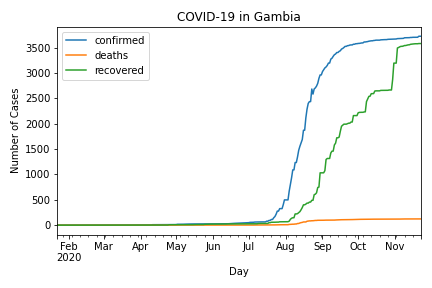 COVID-19 in Gambia
confirmed
deaths
recovered
Number of Cases
3500
3000
2500
2000
1500
1000
500
0
Feb Mar Apr May Jun Jul Aug Sep Oct Nov
2020
Day